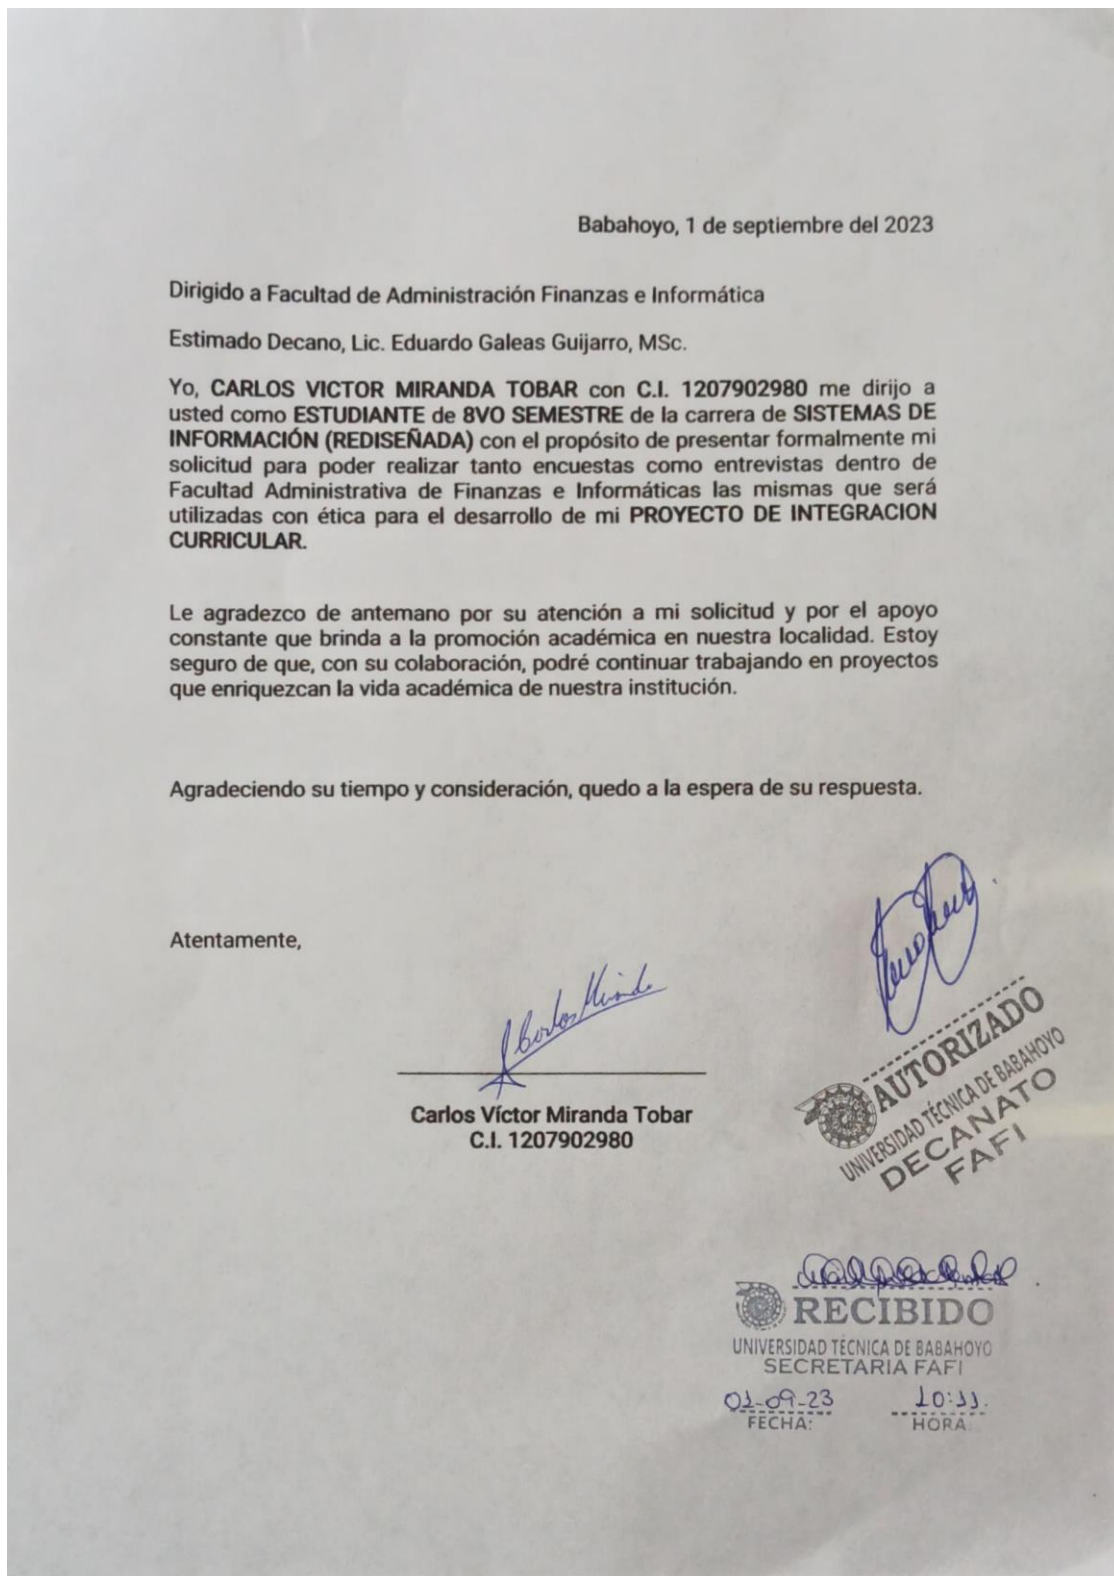 Babahoyo, 1 de septiembre del 2023
Dirigido a Facultad de Administración Finanzas e Informática
Estimado Decano, Lic. Eduardo Galeas Guijarro, MSc.
Yo, CARLOS VICTOR MIRANDA TOBAR con C.I. 1207902980 me dirijo a
usted como ESTUDIANTE de 8VO SEMESTRE de la carrera de SISTEMAS DE
INFORMACIÓN (REDISEÑADA) con el propósito de presentar formalmente mi
solicitud para poder realizar tanto encuestas como entrevistas dentro de
Facultad Administrativa de Finanzas e Informáticas las mismas que será
utilizadas con ética para el desarrollo de mi PROYECTO DE INTEGRACION
CURRICULAR.
Le agradezco de antemano por su atención a mi solicitud y por el apoyo
constante que brinda a la promoción académica en nuestra localidad. Estoy
seguro de que, con su colaboración, podré continuar trabajando en proyectos
que enriquezcan la vida académica de nuestra institución.
Agradeciendo su tiempo y consideración, quedo a la espera de su respuesta.
Atentamente,
Carlos Miranda
Carlos Víctor Miranda Tobar
C.I. 1207902980
AUTORIZADO
UNIVERSIDAD TÉCNICA DE BABAHOYO
DECANATO
FAFI
RECIBIDO
UNIVERSIDAD TÉCNICA DE BABAHOYO
SECRETARIA FAFI
01-09-23 10:11.
FECHA: HORA: